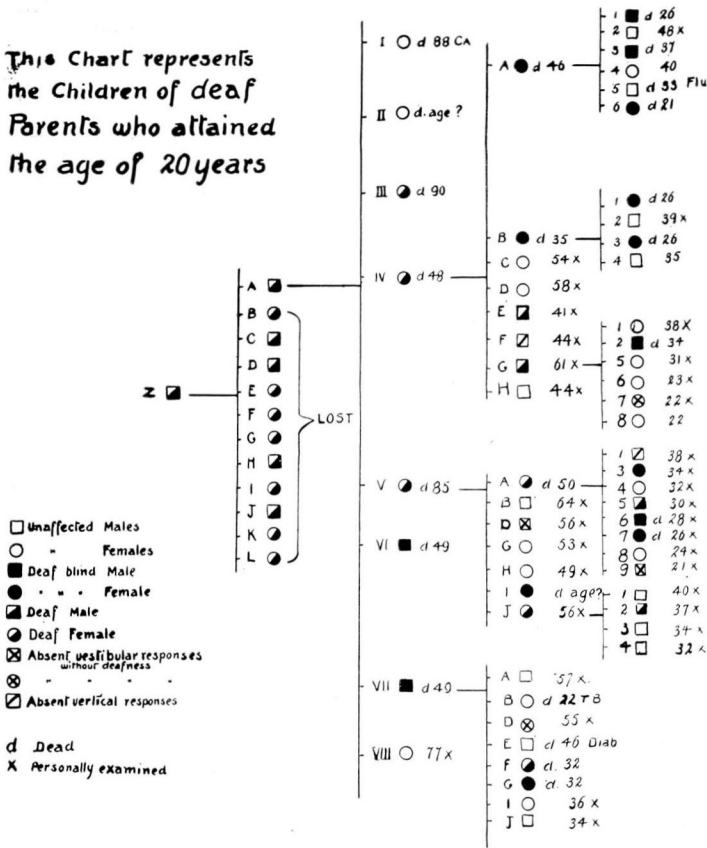 This Chart represents
the Children of deaf
Parents who attained
the age of 20 years
Z
A
B
C
D
E
F
G
H
I
J
K
L
LOST
I d 88 CA
II d. age ?
III d 90
IV d 48
V d 85
VI d 49
VII d 49
VIII 77 x
A d 46
B d 35
C 54 x
D 58 x
E 41 x
F 44 x
G 61 x
H 44 x
A d 50
B 64 x
D 56 x
G 53 x
H 49 x
I d age?
J 56 x
A 57 x.
B d 22 TB
D 55 x
E d 46 Diab
F d. 32
G d. 32
I 36 x
J 34 x
1 d 26
2 48 x
3 d 37
4 40
5 d 33 Flu
6 d 21
1 d 26
2 39 x
3 d 26
4 35
1 38 X
2 d 34
5 31 x
6 23 x
7 22 x
8 22
1 38 x
3 34 x
4 32 x
5 30 x
6 d 28 x
7 d 26 x
8 24 x
9 21 x
1 40 x
2 37 x
3 34 x
4 32 x
Unaffected Males
" Females
Deaf blind Male
" " " Female
Deaf Male
Deaf Female
Absent vestibular responses
without deafness
" " "
Absent vertical responses
d Dead
X Personally examined